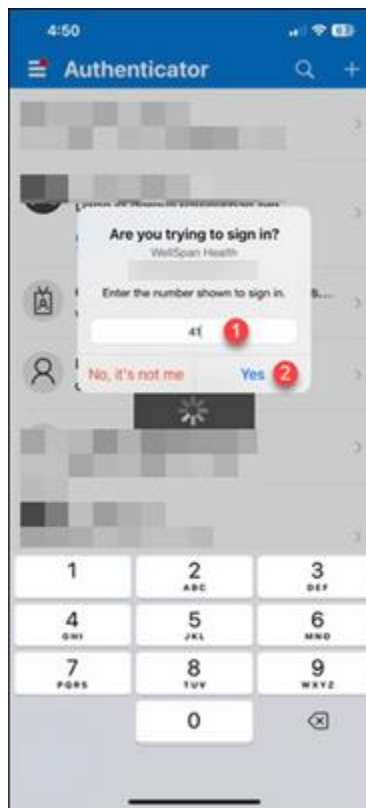 4:50
63
Authenticator
Are you trying to sign in?
WellSpan Health
Enter the number shown to sign in.
41
1
No, it's not me
Yes
2
1
2
ABC
3
DEF
4
GHI
5
JKL
6
MNO
7
PQRS
8
TUV
9
WXYZ
0